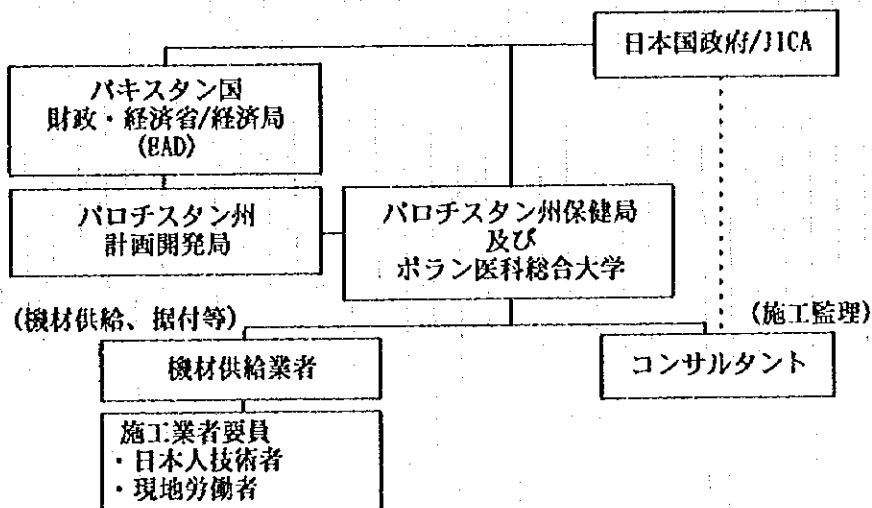 日本国政府/JICA
パキスタン国
財政・経済省/経済局
(EAD)
バロチスタン州
計画開発局
バロチスタン州保健局
及び
ボラン医科総合大学
(機材供給、据付等)
(施工監理)
機材供給業者
コンサルタント
施工業者要員
・日本人技術者
・現地労働者